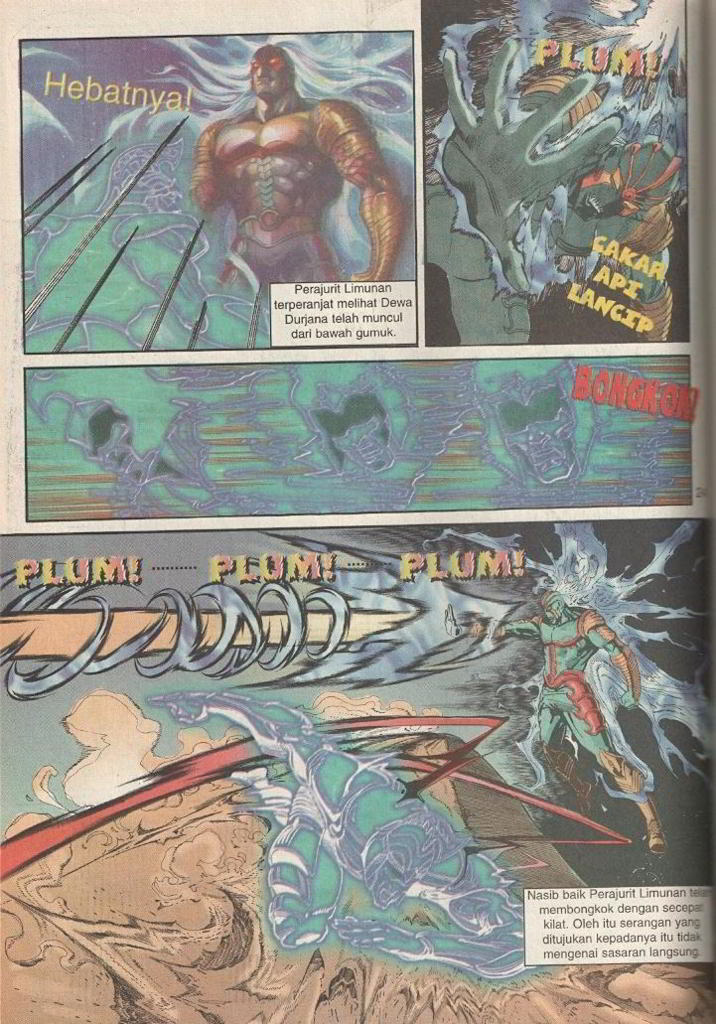 Hebatnya!
Perajurit Limunan
terperanjat melihat Dewa
Durjana telah muncul
dari bawah gumuk.
PLUM!
CAKAR
API
LANCIP
BONGKOK!
PLUM! ......... PLUM! ........ PLUM!
Nasib baik Perajurit Limunan telah
membongkok dengan secepat
kilat. Oleh itu serangan yang
ditujukan kepadanya itu tidak
mengenai sasaran langsung.